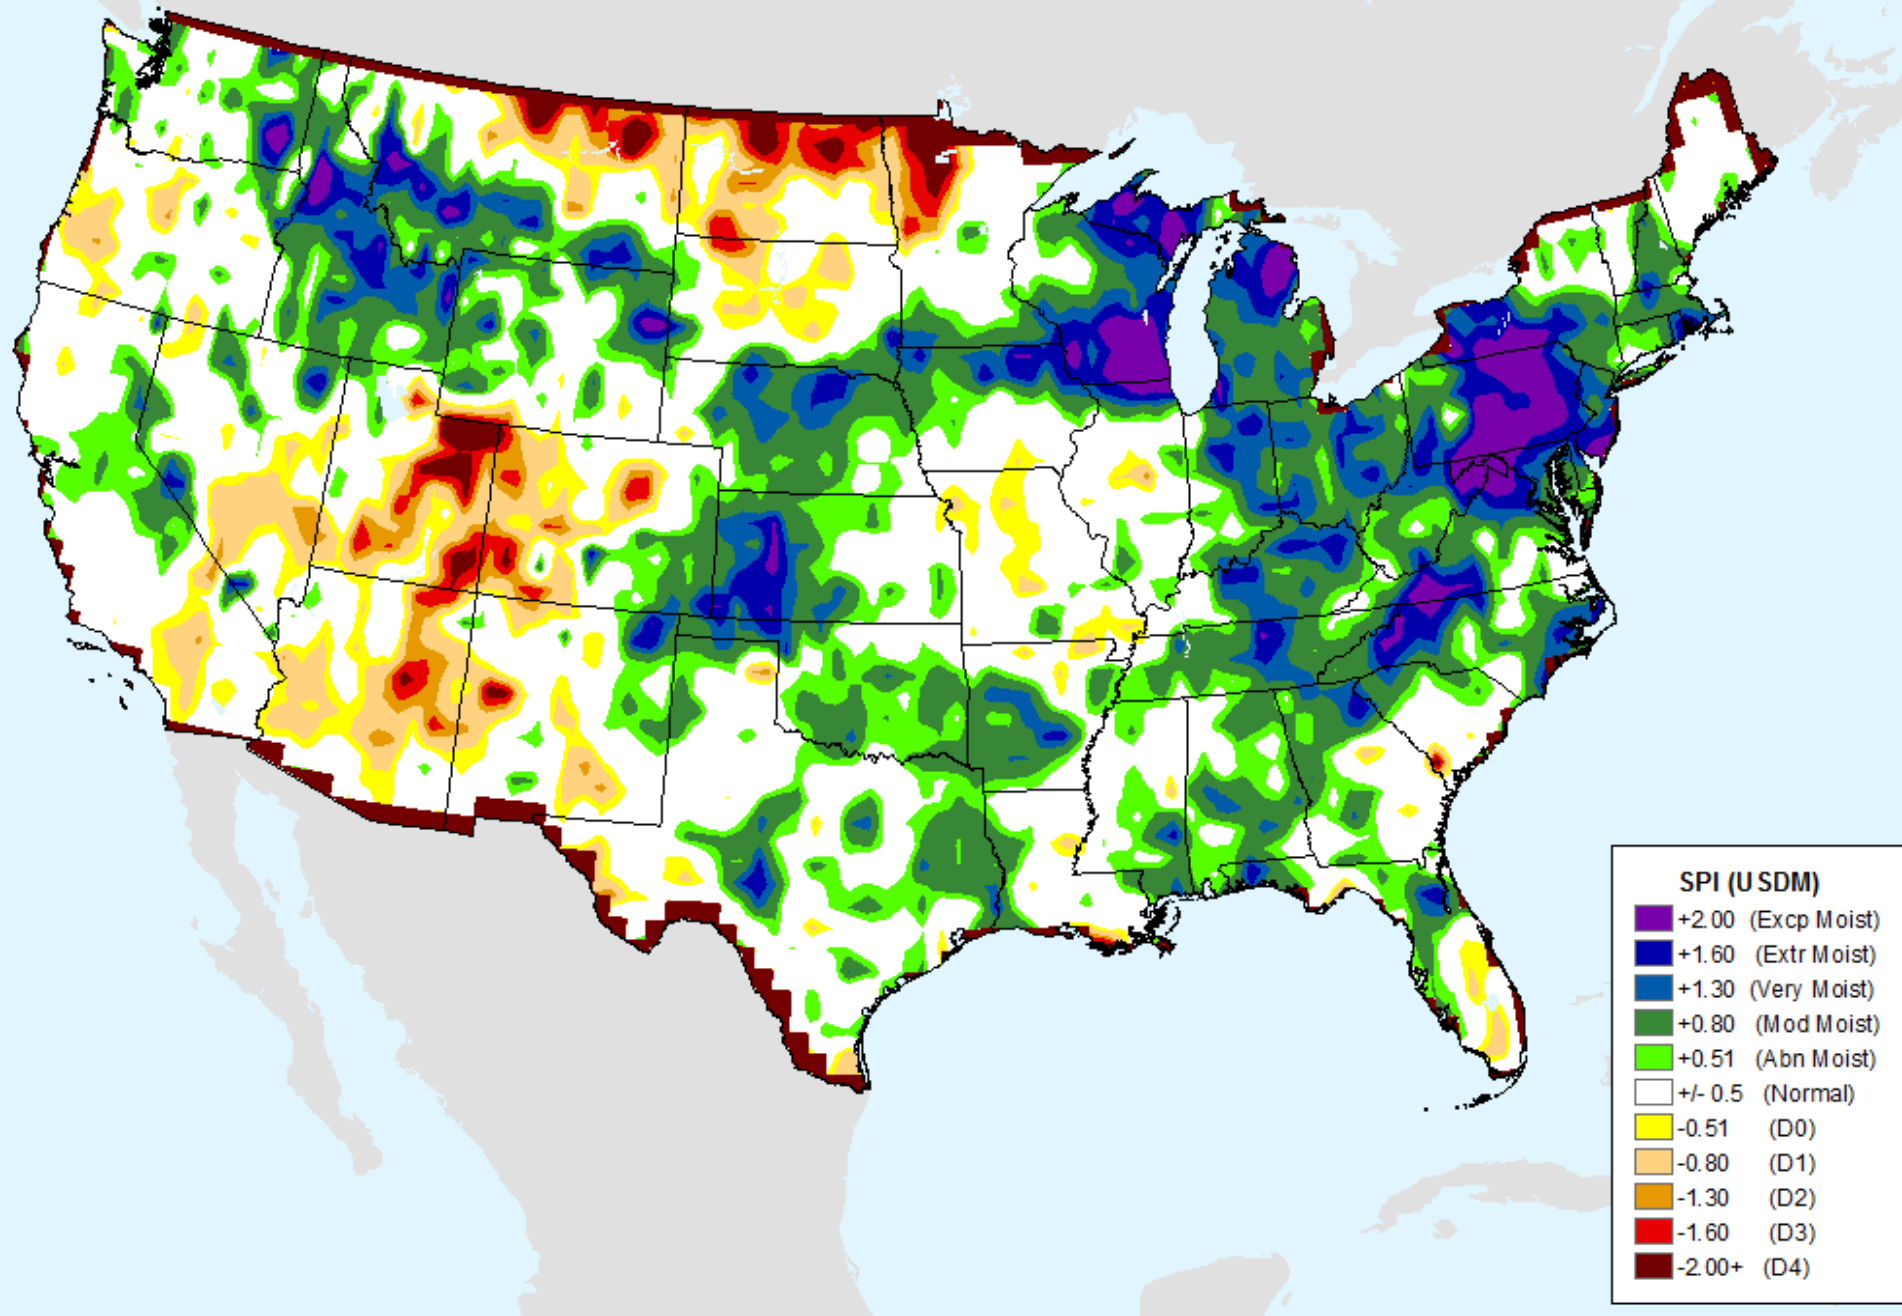 SPI (USDM)
+2.00 (Excp Moist)
+1.60 (Extr Moist)
+1.30 (Very Moist)
+0.80 (Mod Moist)
+0.51 (Abn Moist)
+/- 0.5 (Normal)
-0.51 (D0)
-0.80 (D1)
-1.30 (D2)
-1.60 (D3)
-2.00+ (D4)